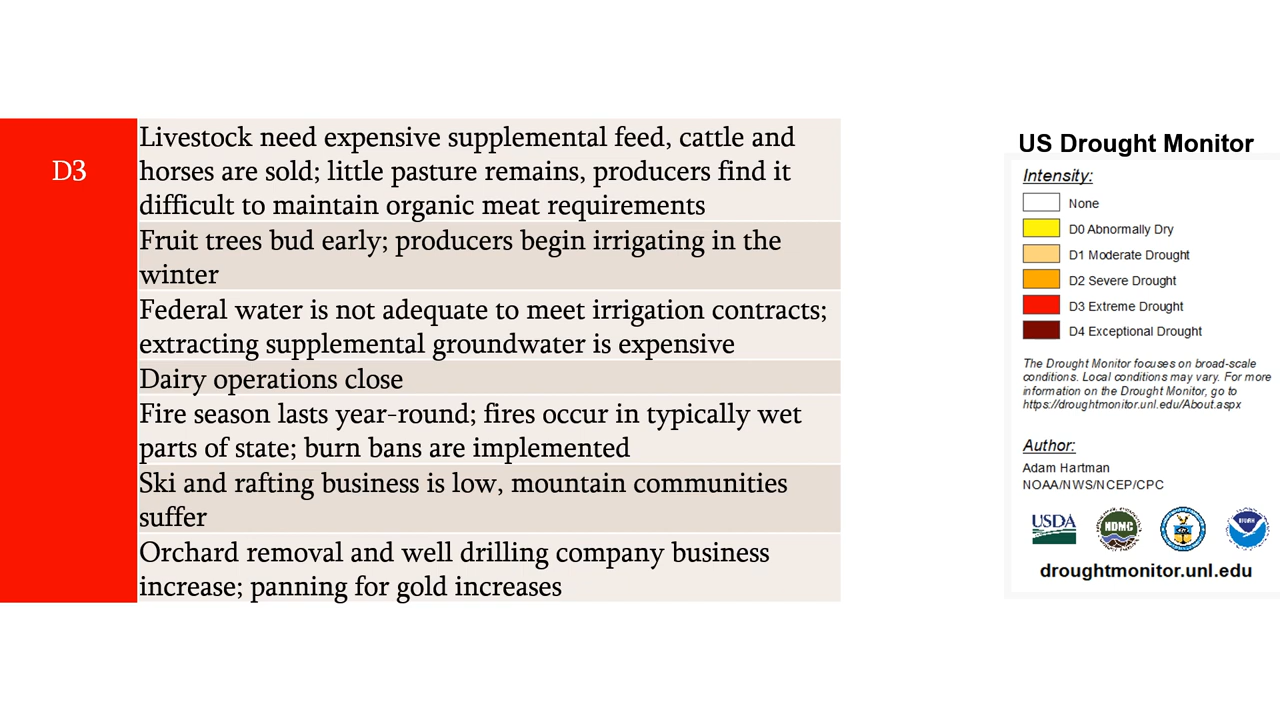 D3
Livestock need expensive supplemental feed, cattle and
horses are sold; little pasture remains, producers find it
difficult to maintain organic meat requirements
Fruit trees bud early; producers begin irrigating in the
winter
Federal water is not adequate to meet irrigation contracts;
extracting supplemental groundwater is expensive
Dairy operations close
Fire season lasts year-round; fires occur in typically wet
parts of state; burn bans are implemented
Ski and rafting business is low, mountain communities
suffer
Orchard removal and well drilling company business
increase; panning for gold increases
US Drought Monitor
Intensity:
None
D0 Abnormally Dry
D1 Moderate Drought
D2 Severe Drought
D3 Extreme Drought
D4 Exceptional Drought
The Drought Monitor focuses on broad-scale
conditions. Local conditions may vary. For more
information on the Drought Monitor, go to
https://droughtmonitor.unl.edu/About.aspx
Author:
Adam Hartman
NOAA/NWS/NCEP/CPC
USDA
NDMC
droughtmonitor.unl.edu